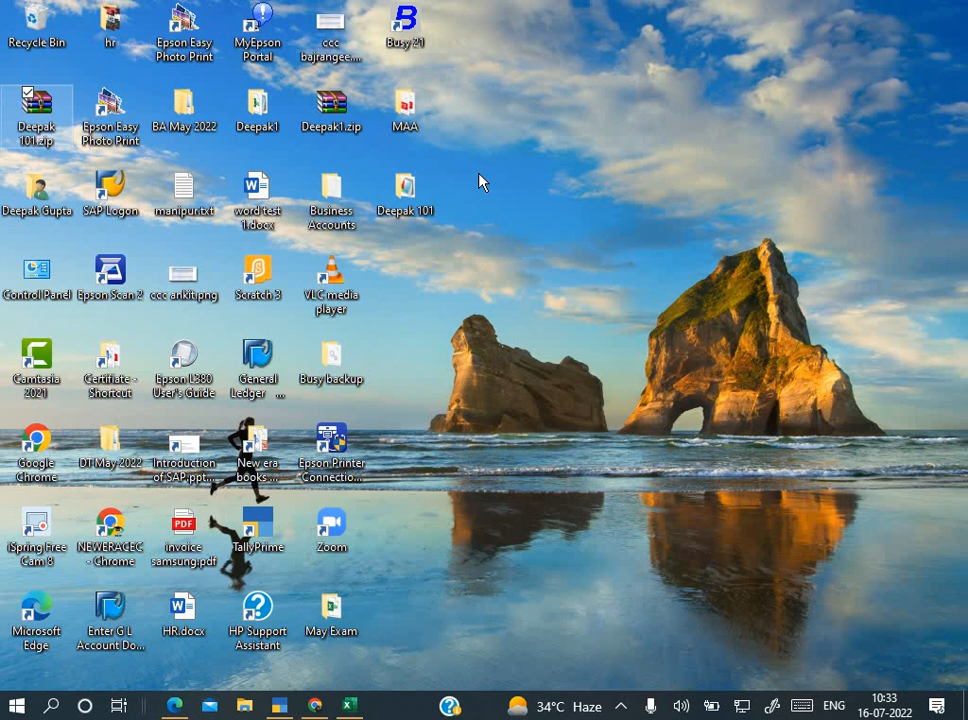 Recycle Bin
hr
Epson Easy
Photo Print
MyEpson
Portal
ccc
bajrangee....
Busy 21
Deepak
101.zip
Epson Easy
Photo Print
BA May 2022
Deepak1
Deepak1.zip
MAA
Deepak Gupta
SAP Logon
manipur.txt
word test
1.docx
Business
Accounts
Deepak 101
Control Panel
Epson Scan 2
ccc ankitipng
Scratch 3
VLC media
player
Camtasia
2021
Certifiate -
Shortcut
Epson L380
User's Guide
General
Ledger ...
Busy backup
Google
Chrome
DT May 2022
Introduction
of SAP.ppt...
New era
books ...
Epson Printer
Connectio...
iSpring Free
Cam 8
NEWERACEC
- Chrome
PDF
invoice
samsung.pdf
TallyPrime
Zoom
Microsoft
Edge
Enter G L
Account Do...
HR.docx
HP Support
Assistant
May Exam
34°C Haze
ENG
10:33
16-07-2022